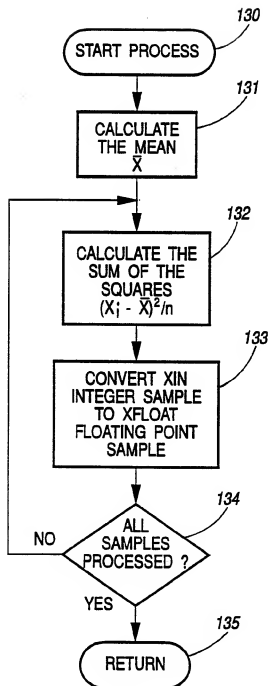 130
START PROCESS
131
CALCULATE
THE MEAN
X̅
132
CALCULATE THE
SUM OF THE
SQUARES
(Xi - X̅)²/n
133
CONVERT XIN
INTEGER SAMPLE
TO XFLOAT
FLOATING POINT
SAMPLE
134
ALL
SAMPLES
PROCESSED ?
NO
YES
135
RETURN